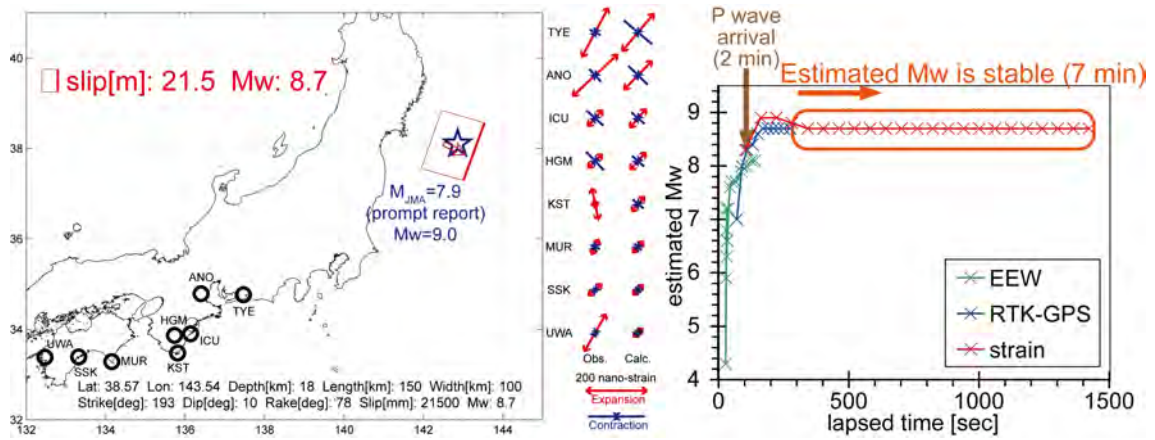 41
40
38
36
34
32
132
134
136
138
140
142
144
slip[m]: 21.5 Mw: 8.7
MJMA=7.9
(prompt report)
Mw=9.0
ANO
TYE
HGM
ICU
UWA
SSK
MUR
KST
Lat: 38.57 Lon: 143.54 Depth[km]: 18 Length[km]: 150 Width[km]: 100
Strike[deg]: 193 Dip[deg]: 10 Rake[deg]: 78 Slip[mm]: 21500 Mw: 8.7
TYE
ANO
ICU
HGM
KST
MUR
SSK
UWA
Obs. Calc.
200 nano-strain
Expansion
Contraction
P wave
arrival
(2 min)
Estimated Mw is stable (7 min)
estimated Mw
9
8
7
6
5
4
EEW
RTK-GPS
strain
0
500
1000
1500
lapsed time [sec]